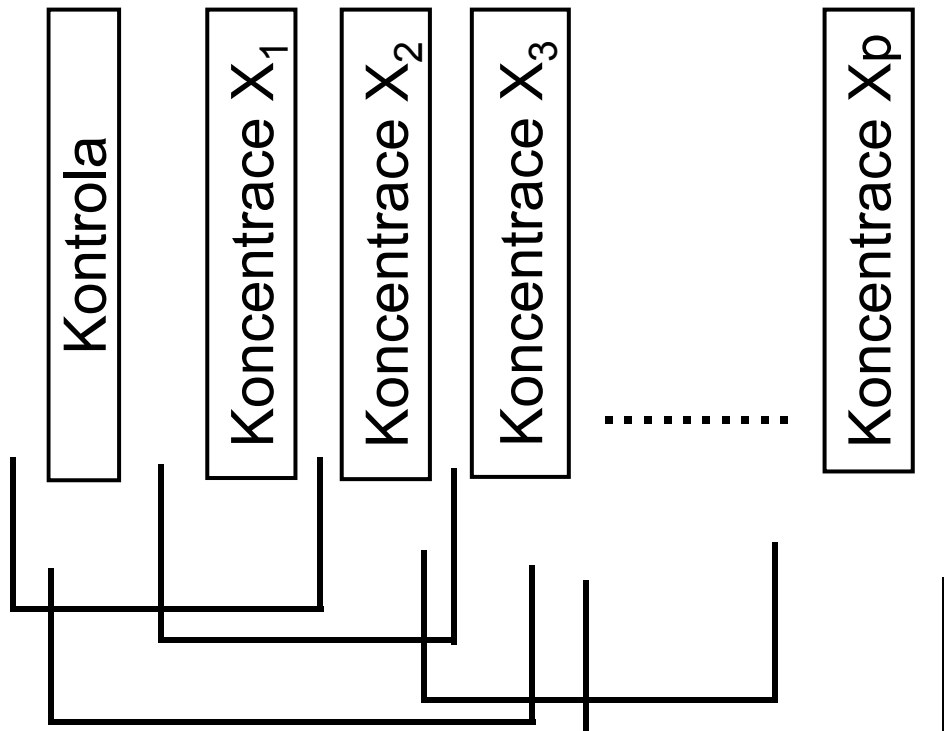 Kontrola
Koncentrace X₁
Koncentrace X₂
Koncentrace X₃
..........
Koncentrace Xp